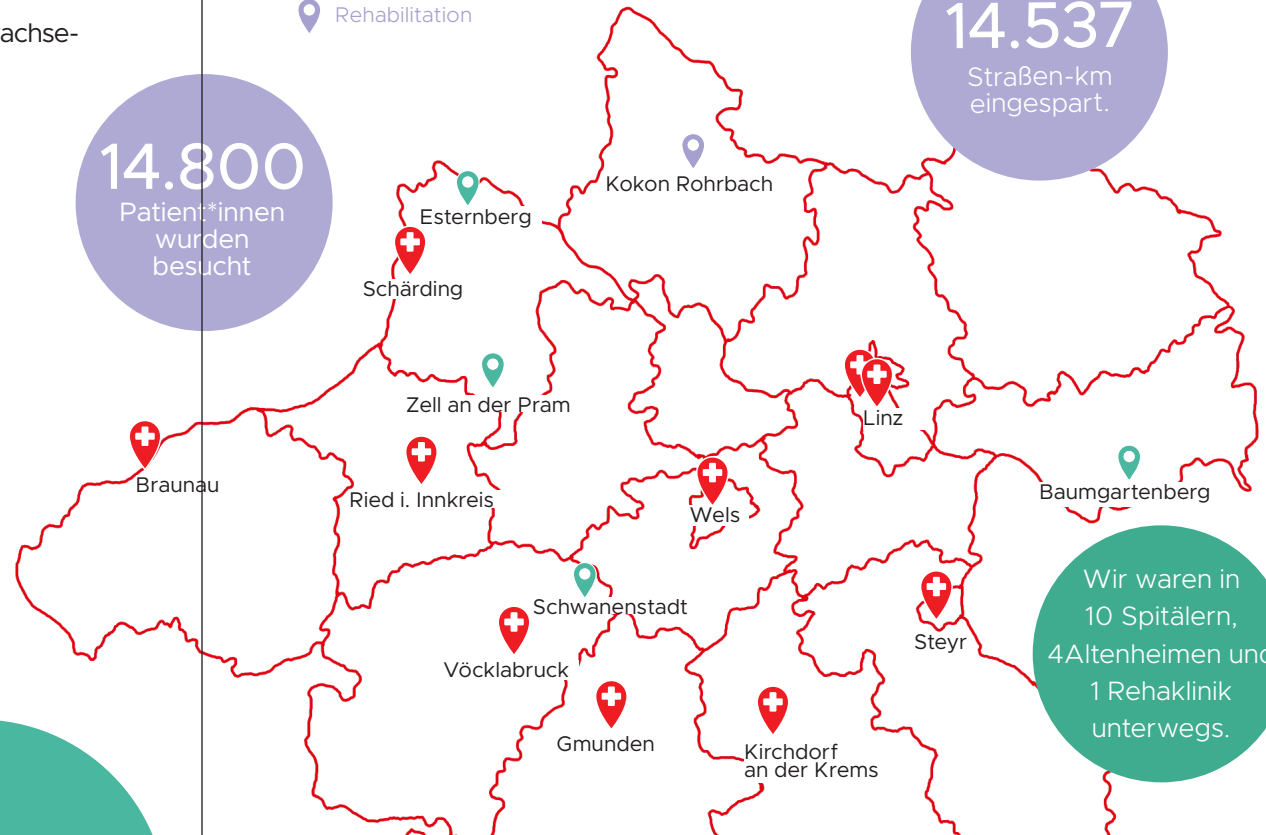 achse-
Rehabilitation
14.537
Straßen-km
eingespart.
14.800
Patient*innen
wurden
besucht
Kokon Rohrbach
Esternberg
Schärding
Zell an der Pram
Linz
Braunau
Ried i. Innkreis
Wels
Baumgartenberg
Schwanenstadt
Steyr
Vöcklabruck
Gmunden
Kirchdorf
an der Krems
Wir waren in
10 Spitälern,
4Altenheimen und
1 Rehaklinik
unterwegs.